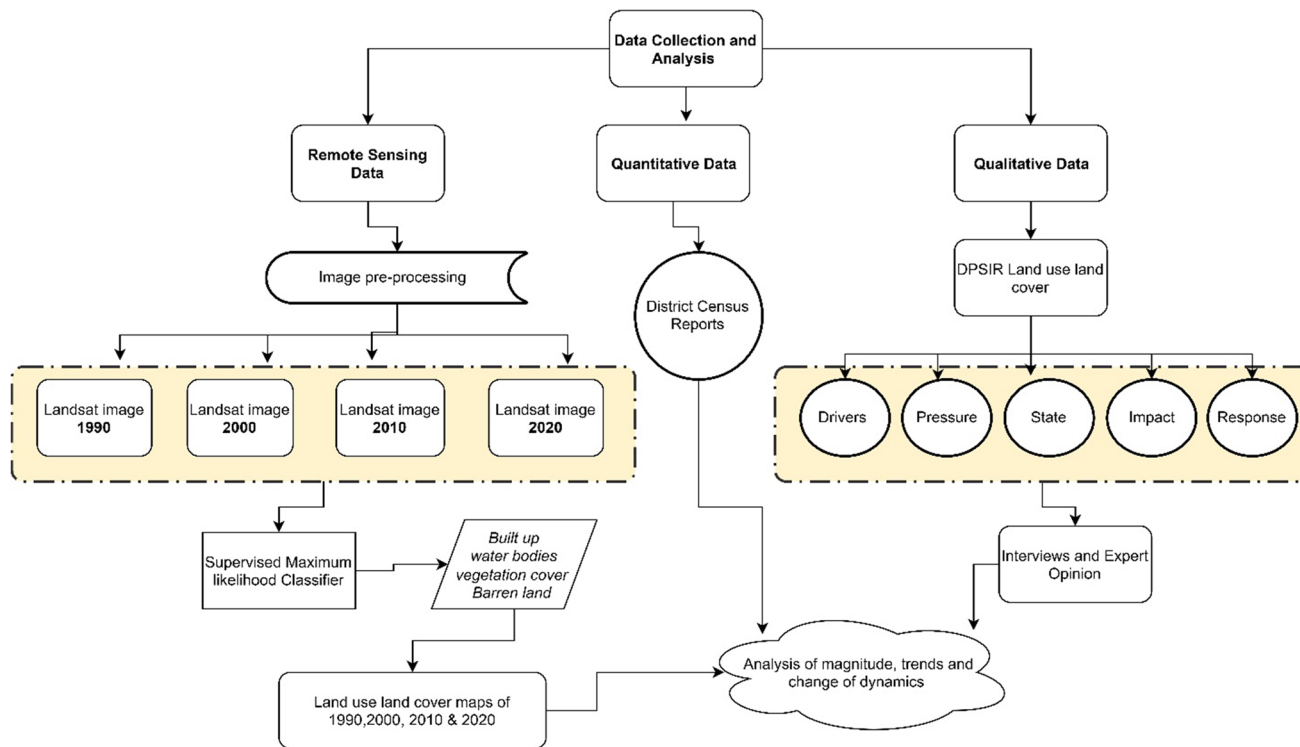 Data Collection and
Analysis
Remote Sensing
Data
Quantitative Data
Qualitative Data
Image pre-processing
District Census
Reports
DPSIR Land use land
cover
Landsat image
1990
Landsat image
2000
Landsat image
2010
Landsat image
2020
Drivers
Pressure
State
Impact
Response
Supervised Maximum
likelihood Classifier
Built up
water bodies
vegetation cover
Barren land
Interviews and Expert
Opinion
Land use land cover maps of
1990,2000, 2010 & 2020
Analysis of magnitude, trends and
change of dynamics